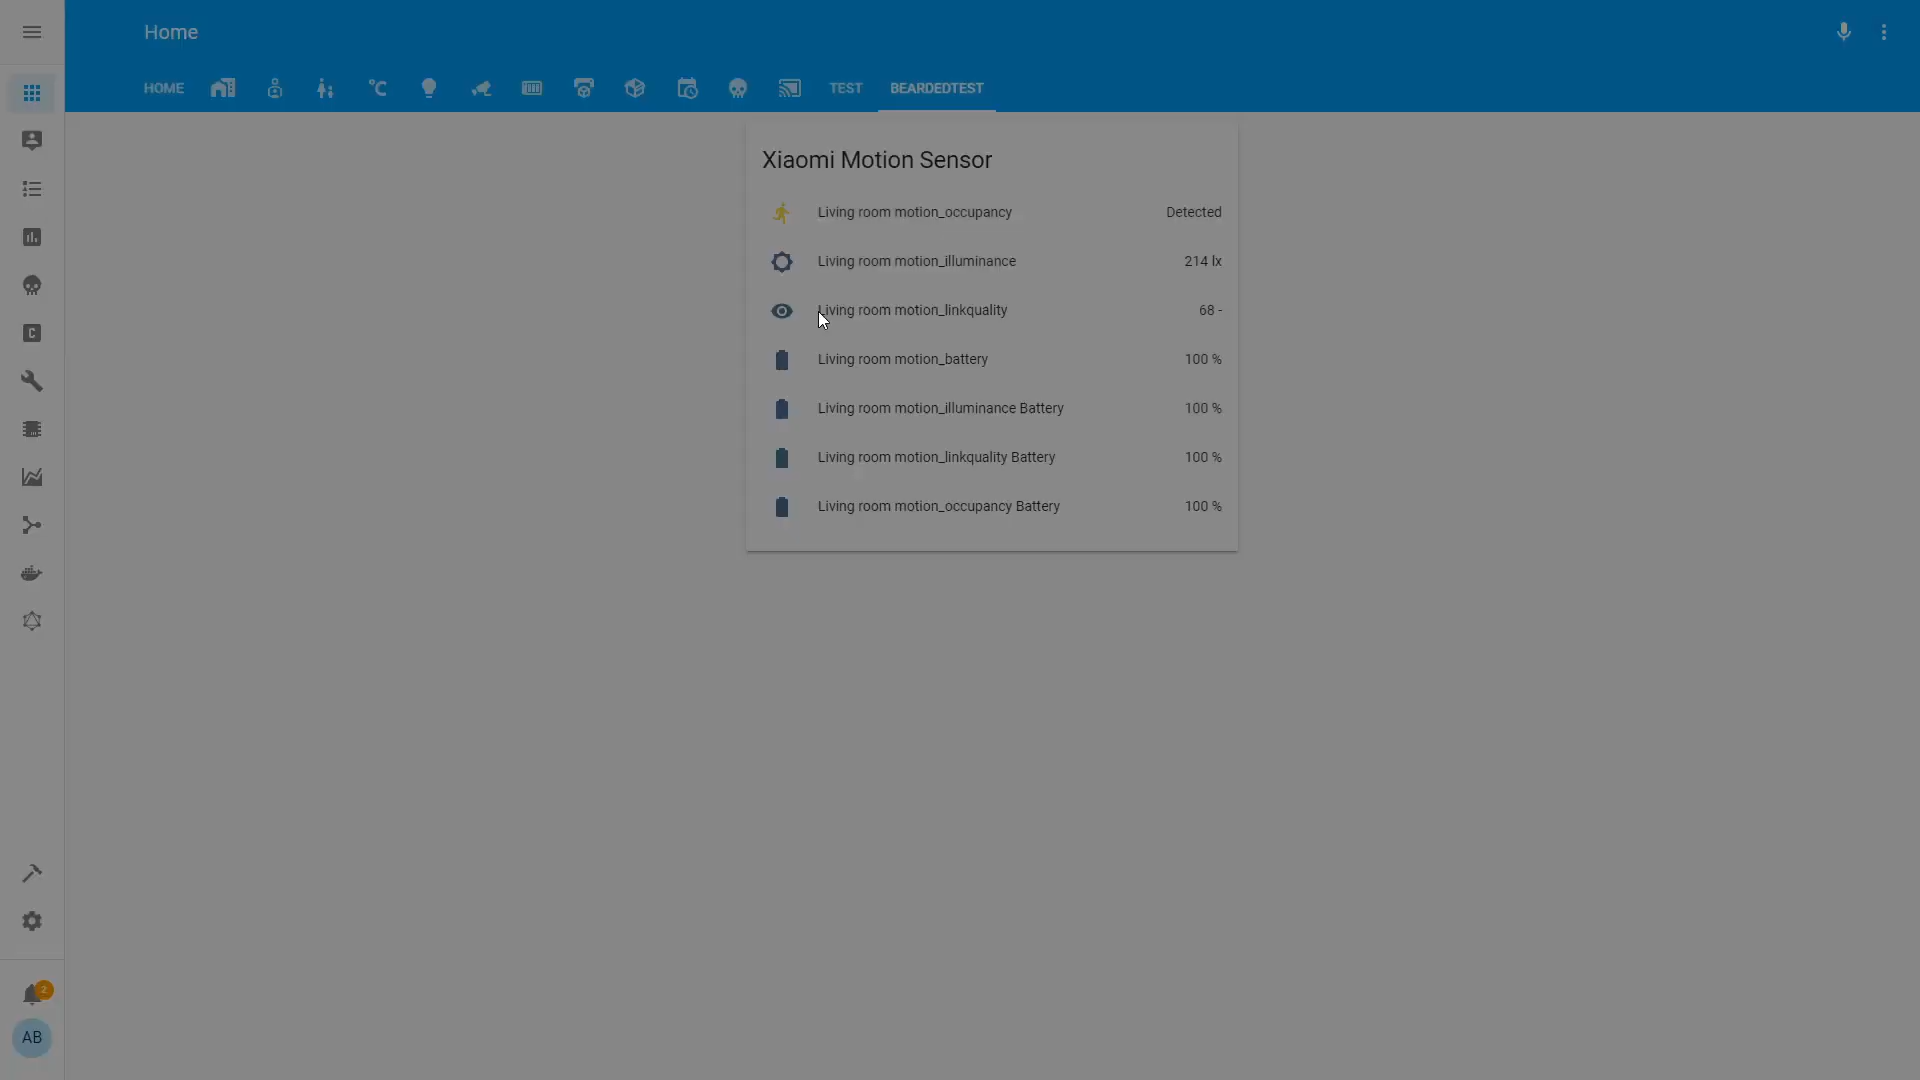 Home
HOME
°C
TEST
BEARDEDTEST
Xiaomi Motion Sensor
Living room motion_occupancy Detected
Living room motion_illuminance 214 lx
Living room motion_linkquality 68 -
Living room motion_battery 100 %
Living room motion_illuminance Battery 100 %
Living room motion_linkquality Battery 100 %
Living room motion_occupancy Battery 100 %
C
2
AB